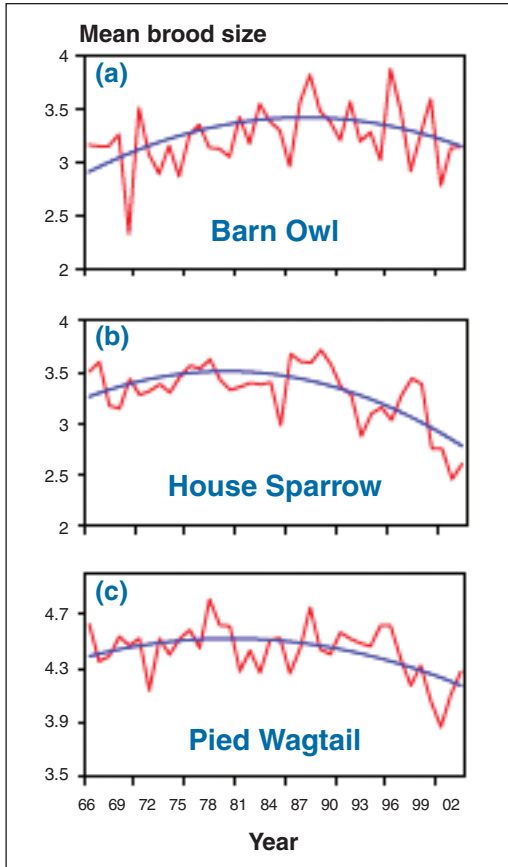 Mean brood size
4
(a)
3.5
3
Barn Owl
2.5
2
4
(b)
3.5
3
House Sparrow
2.5
2
(c)
4.7
4.3
3.9
Pied Wagtail
3.5
66 69 72 75 78 81 84 87 90 93 96 99 02
Year